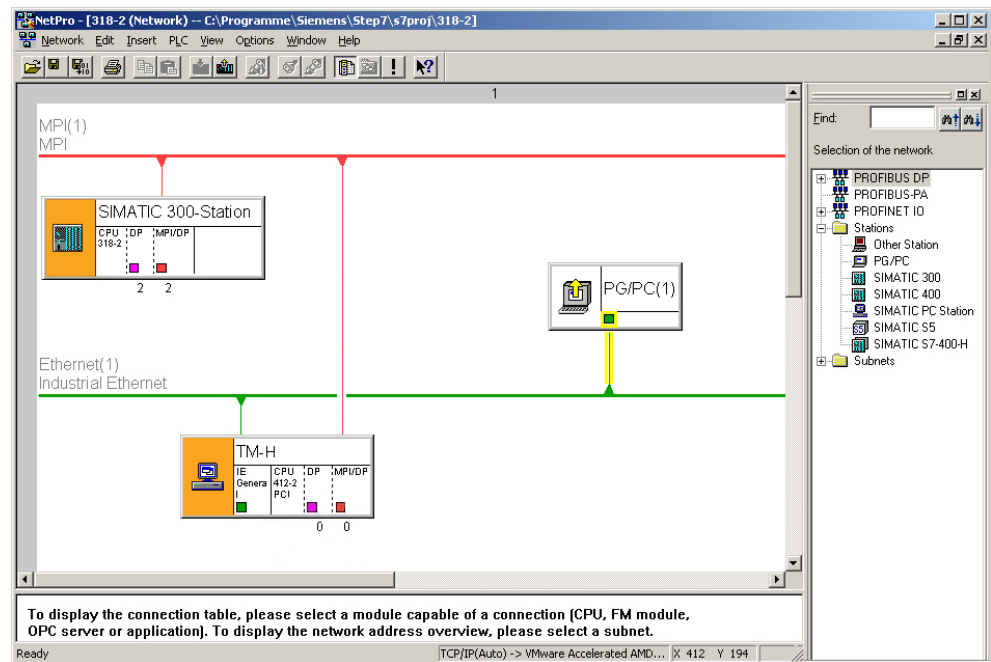 NetPro - [318-2 (Network) -- C:\Programme\Siemens\Step7\s7proj\318-2]
Network Edit Insert PLC View Options Window Help
1
MPI(1)
MPI
SIMATIC 300-Station
CPU DP MPI/DP
318-2
2 2
PG/PC(1)
Ethernet(1)
Industrial Ethernet
TM-H
IE CPU DP MPI/DP
Genera 412-2
l PCI
0 0
Find:
Selection of the network
PROFIBUS DP
PROFIBUS-PA
PROFINET IO
Stations
Other Station
PG/PC
SIMATIC 300
SIMATIC 400
SIMATIC PC Station
S5 SIMATIC S5
SIMATIC S7-400-H
Subnets
To display the connection table, please select a module capable of a connection (CPU, FM module,
OPC server or application). To display the network address overview, please select a subnet.
Ready TCP/IP(Auto) -> VMware Accelerated AMD... X 412 Y 194